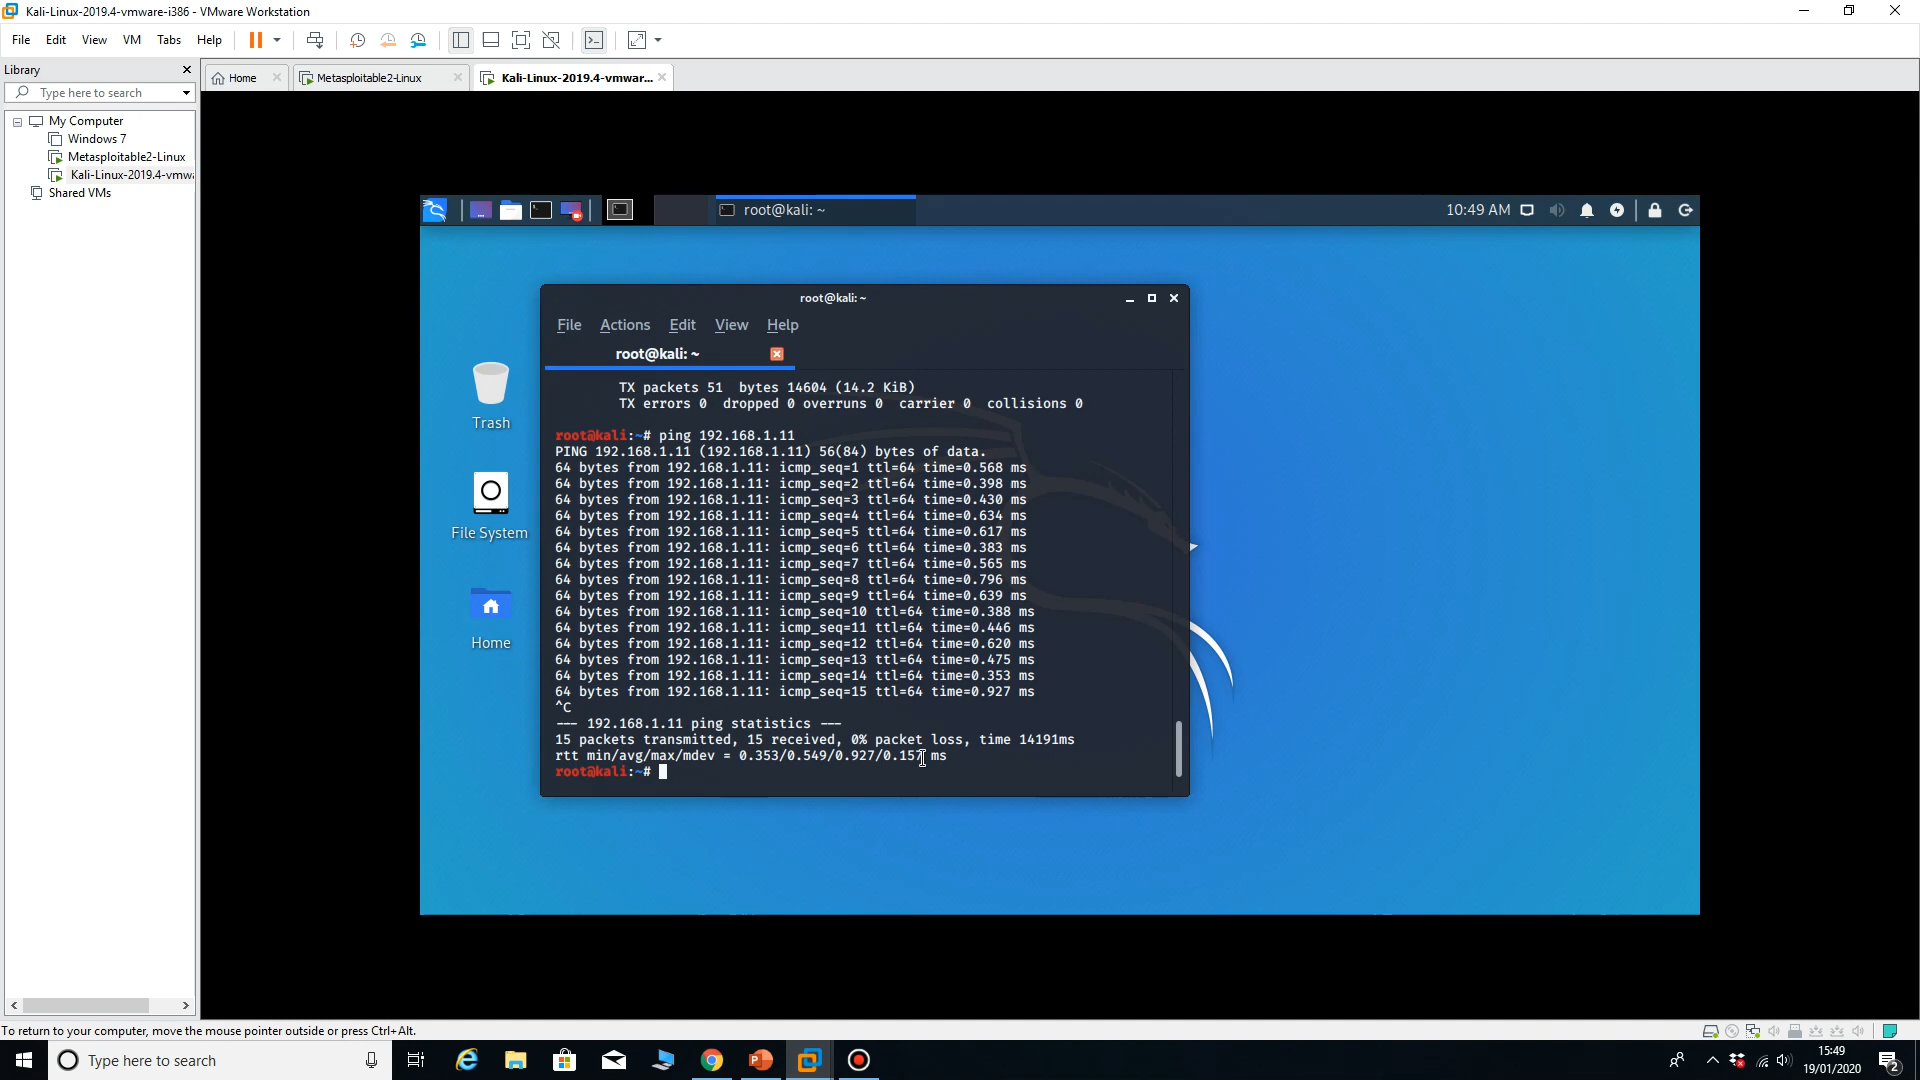 Kali-Linux-2019.4-vmware-i386 - VMware Workstation
File Edit View VM Tabs Help
Library
Type here to search
My Computer
Windows 7
Metasploitable2-Linux
Kali-Linux-2019.4-vmwa
Shared VMs
Home
Metasploitable2-Linux
Kali-Linux-2019.4-vmwar...
root@kali: ~
10:49 AM
Trash
File System
Home
root@kali: ~
File Actions Edit View Help
root@kali: ~
TX packets 51 bytes 14604 (14.2 KiB)
TX errors 0 dropped 0 overruns 0 carrier 0 collisions 0
root@kali:~# ping 192.168.1.11
PING 192.168.1.11 (192.168.1.11) 56(84) bytes of data.
64 bytes from 192.168.1.11: icmp_seq=1 ttl=64 time=0.568 ms
64 bytes from 192.168.1.11: icmp_seq=2 ttl=64 time=0.398 ms
64 bytes from 192.168.1.11: icmp_seq=3 ttl=64 time=0.430 ms
64 bytes from 192.168.1.11: icmp_seq=4 ttl=64 time=0.634 ms
64 bytes from 192.168.1.11: icmp_seq=5 ttl=64 time=0.617 ms
64 bytes from 192.168.1.11: icmp_seq=6 ttl=64 time=0.383 ms
64 bytes from 192.168.1.11: icmp_seq=7 ttl=64 time=0.565 ms
64 bytes from 192.168.1.11: icmp_seq=8 ttl=64 time=0.796 ms
64 bytes from 192.168.1.11: icmp_seq=9 ttl=64 time=0.639 ms
64 bytes from 192.168.1.11: icmp_seq=10 ttl=64 time=0.388 ms
64 bytes from 192.168.1.11: icmp_seq=11 ttl=64 time=0.446 ms
64 bytes from 192.168.1.11: icmp_seq=12 ttl=64 time=0.620 ms
64 bytes from 192.168.1.11: icmp_seq=13 ttl=64 time=0.475 ms
64 bytes from 192.168.1.11: icmp_seq=14 ttl=64 time=0.353 ms
64 bytes from 192.168.1.11: icmp_seq=15 ttl=64 time=0.927 ms
^C
--- 192.168.1.11 ping statistics ---
15 packets transmitted, 15 received, 0% packet loss, time 14191ms
rtt min/avg/max/mdev = 0.353/0.549/0.927/0.157 ms
root@kali:~#
To return to your computer, move the mouse pointer outside or press Ctrl+Alt.
Type here to search
15:49
19/01/2020
2